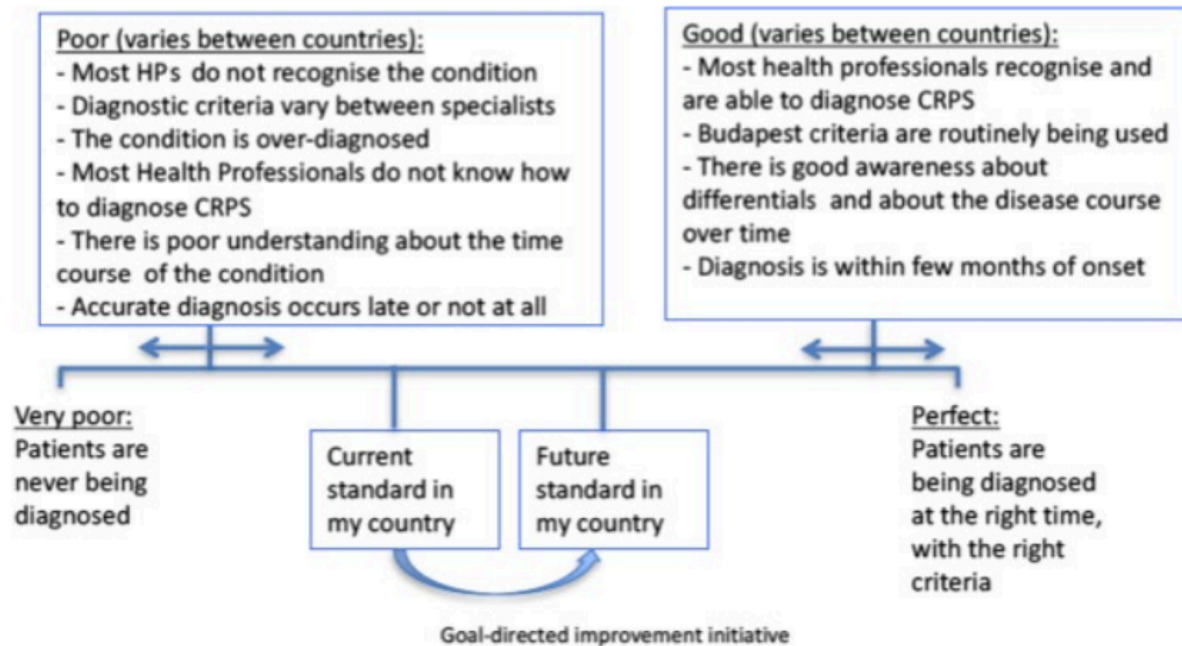 Poor (varies between countries):
- Most HPs do not recognise the condition
- Diagnostic criteria vary between specialists
- The condition is over-diagnosed
- Most Health Professionals do not know how
to diagnose CRPS
- There is poor understanding about the time
course of the condition
- Accurate diagnosis occurs late or not at all
Good (varies between countries):
- Most health professionals recognise and
are able to diagnose CRPS
- Budapest criteria are routinely being used
- There is good awareness about
differentials and about the disease course
over time
- Diagnosis is within few months of onset
Very poor:
Patients are
never being
diagnosed
Current
standard in
my country
Future
standard in
my country
Perfect:
Patients are
being diagnosed
at the right time,
with the right
criteria
Goal-directed improvement initiative